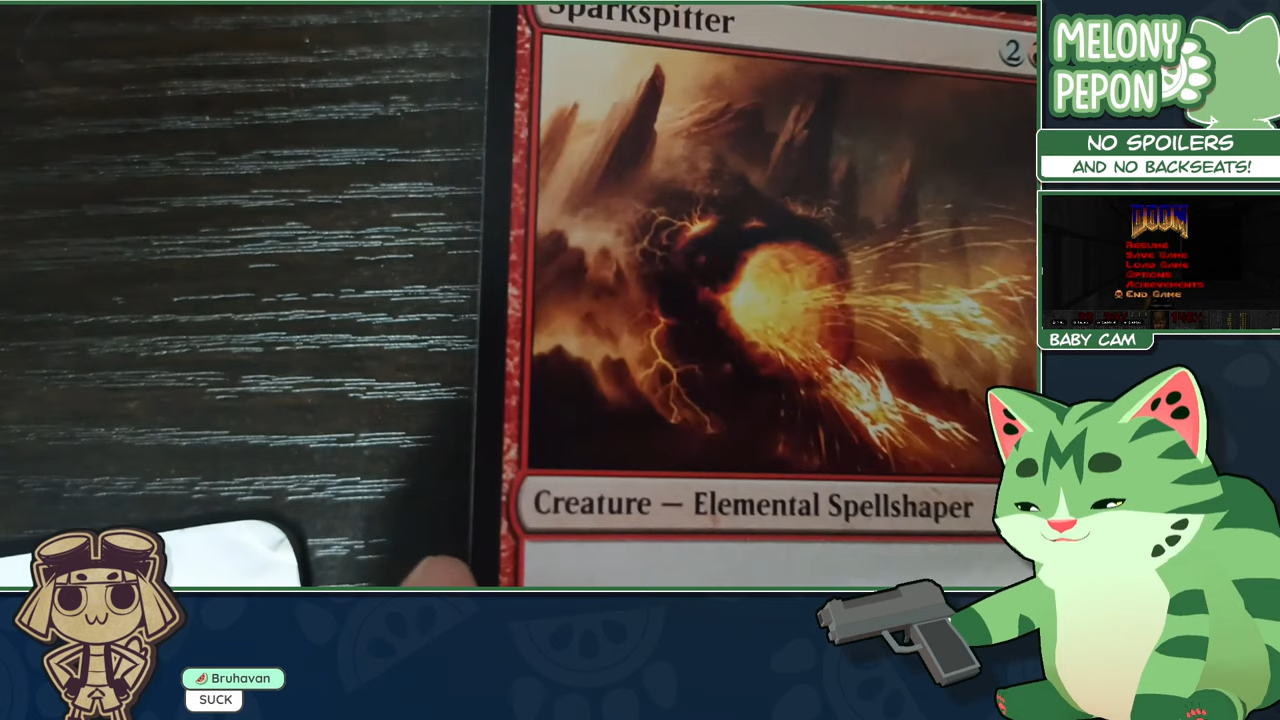 Sparkspitter
2
Creature — Elemental Spellshaper
MELONY
PEPON
NO SPOILERS
AND NO BACKSEATS!
DOOM
RESUME
SAVE GAME
LOAD GAME
OPTIONS
ACHIEVEMENTS
END GAME
BABY CAM
M
Bruhavan
SUCK